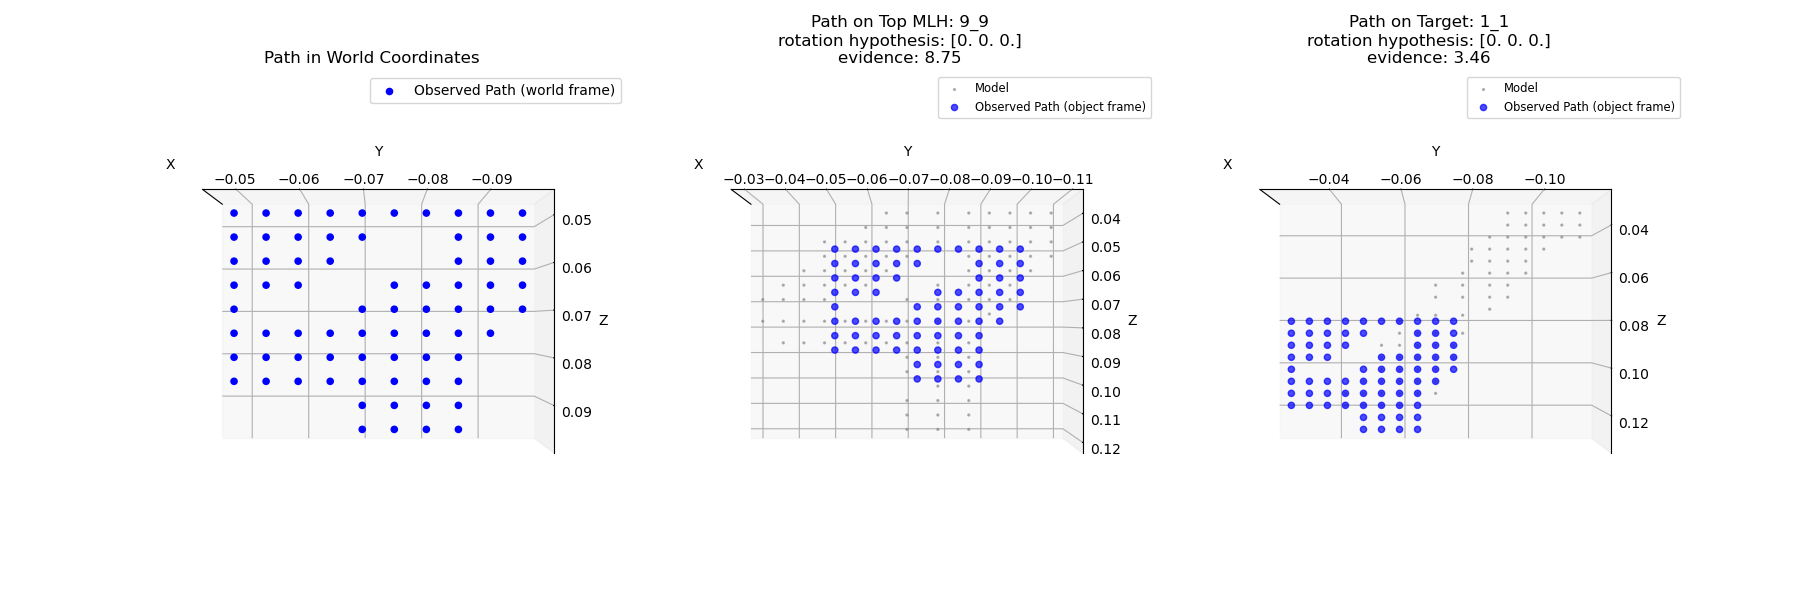 Path in World Coordinates
Observed Path (world frame)
X
Y
−0.05 −0.06 −0.07 −0.08 −0.09
0.05
0.06
0.07
Z
0.08
0.09
Path on Top MLH: 9_9
rotation hypothesis: [0. 0. 0.]
evidence: 8.75
Model
Observed Path (object frame)
X
Y
−0.03 −0.04 −0.05 −0.06 −0.07 −0.08 −0.09 −0.10 −0.11
0.04
0.05
0.06
0.07
Z
0.08
0.09
0.10
0.11
0.12
Path on Target: 1_1
rotation hypothesis: [0. 0. 0.]
evidence: 3.46
Model
Observed Path (object frame)
X
Y
−0.04 −0.06 −0.08 −0.10
0.04
0.06
0.08
Z
0.10
0.12